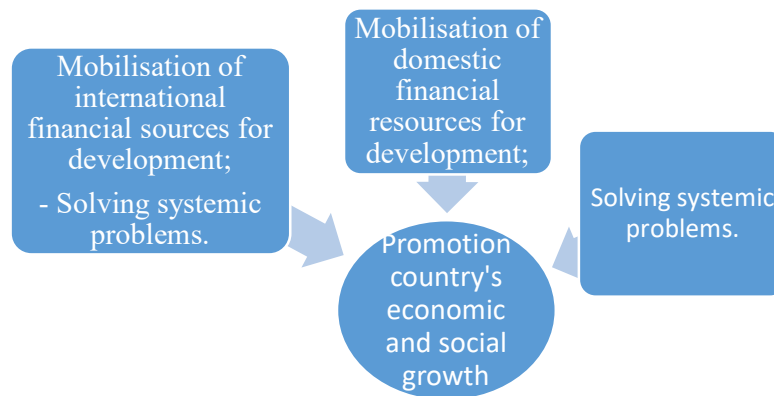 Mobilisation of
international
financial sources for
development;
- Solving systemic
problems.
Mobilisation of
domestic
financial
resources for
development;
Solving systemic
problems.
Promotion
country's
economic
and social
growth